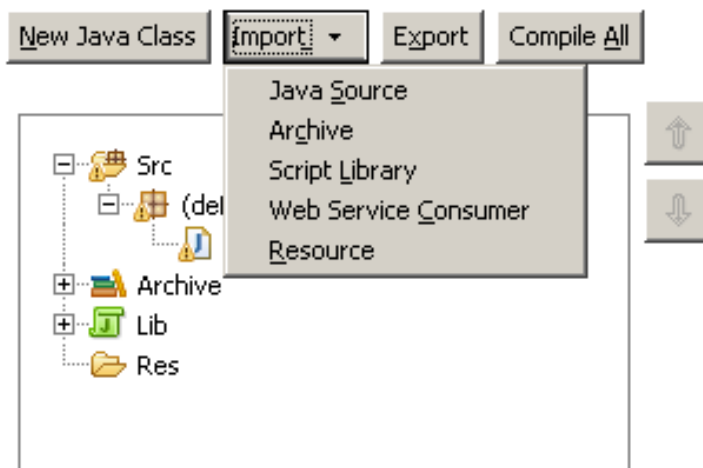 New Java Class Import Export Compile All
Java Source
Archive
Script Library
Web Service Consumer
Resource
Src
Archive
Lib
Res